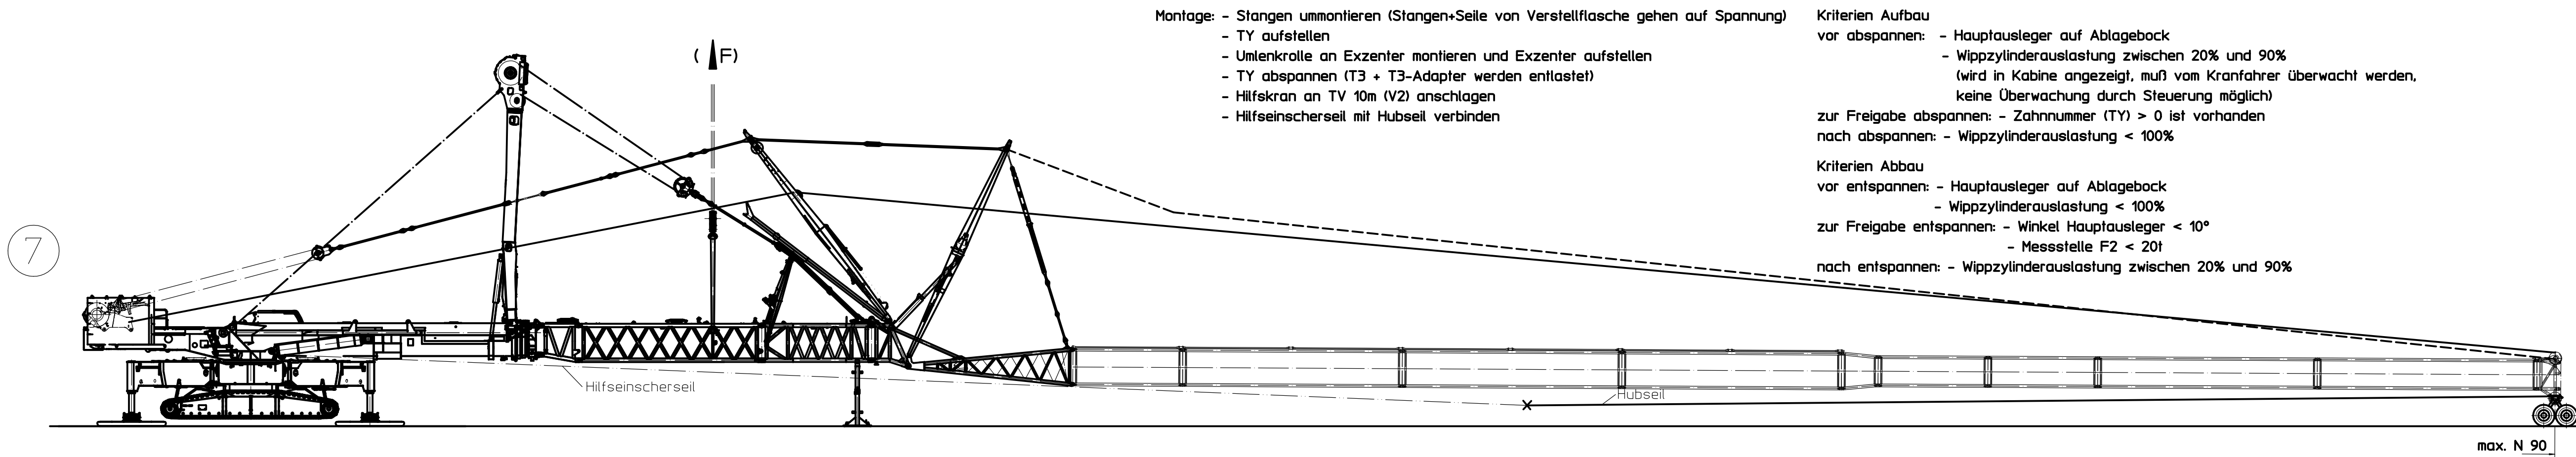 Montage: - Stangen ummontieren (Stangen+Seile von Verstellflasche gehen auf Spannung)
- TY aufstellen
- Umlenkrolle an Exzenter montieren und Exzenter aufstellen
- TY abspannen (T3 + T3-Adapter werden entlastet)
- Hilfskran an TV 10m (V2) anschlagen
- Hilfseinscherseil mit Hubseil verbinden
Kriterien Aufbau
vor abspannen: - Hauptausleger auf Ablagebock
- Wippzylinderauslastung zwischen 20% und 90%
(wird in Kabine angezeigt, muß vom Kranfahrer überwacht werden,
keine Überwachung durch Steuerung möglich)
zur Freigabe abspannen: - Zahnnummer (TY) > 0 ist vorhanden
nach abspannen: - Wippzylinderauslastung < 100%
Kriterien Abbau
vor entspannen: - Hauptausleger auf Ablagebock
- Wippzylinderauslastung < 100%
zur Freigabe entspannen: - Winkel Hauptausleger < 10°
- Messstelle F2 < 20t
nach entspannen: - Wippzylinderauslastung zwischen 20% und 90%
( F)
7
Hilfseinscherseil
Hubseil
max. N 90